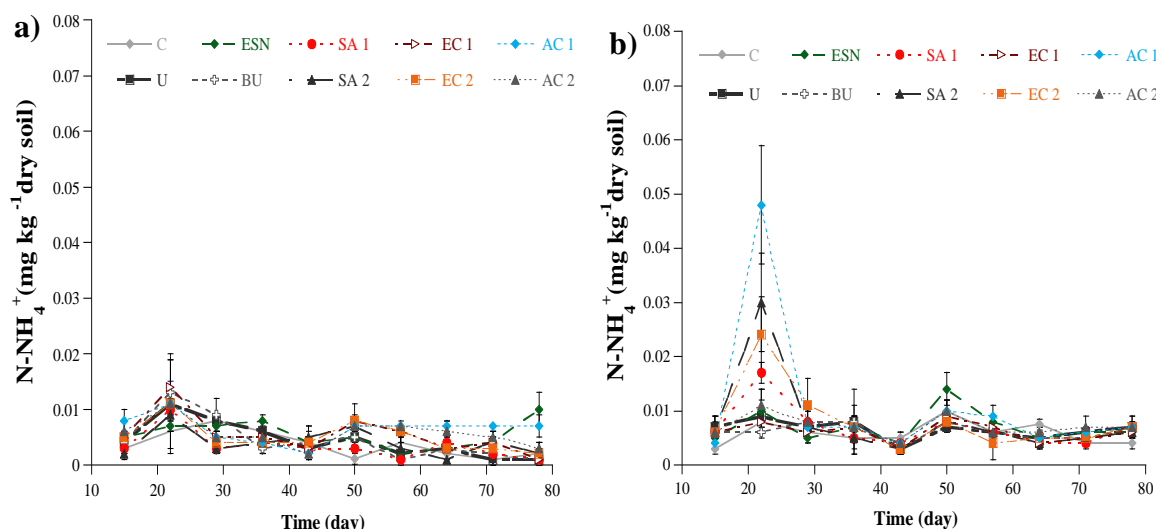 a)
0.08
0.07
0.06
0.05
0.04
0.03
0.02
0.01
0
N-NH4+(mg kg-1dry soil)
C ESN SA 1 EC 1 AC 1
U BU SA 2 EC 2 AC 2
10 20 30 40 50 60 70 80
Time (day)
b)
0.08
0.07
0.06
0.05
0.04
0.03
0.02
0.01
0
N-NH4+(mg kg-1dry soil)
C ESN SA 1 EC 1 AC 1
U BU SA 2 EC 2 AC 2
10 20 30 40 50 60 70 80
Time (day)